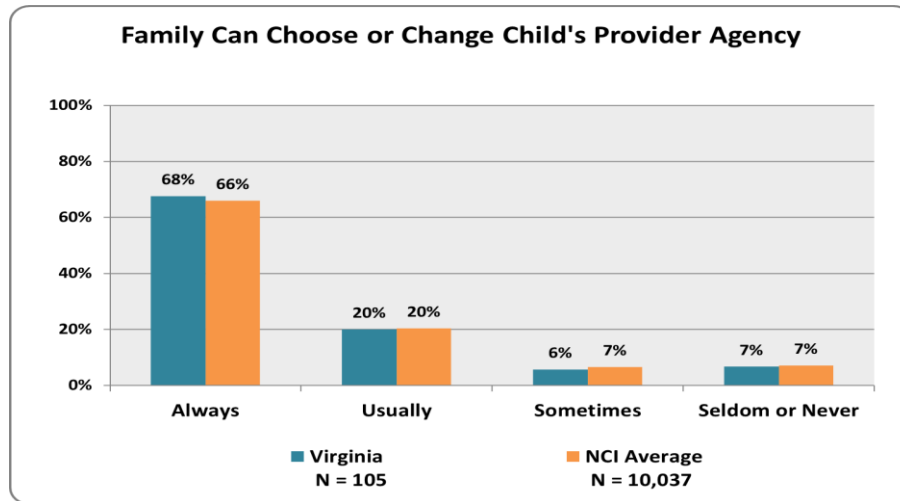 Family Can Choose or Change Child's Provider Agency
100%
80%
60%
40%
20%
0%
68%
66%
20%
20%
6%
7%
7%
7%
Always
Usually
Sometimes
Seldom or Never
Virginia
N = 105
NCI Average
N = 10,037